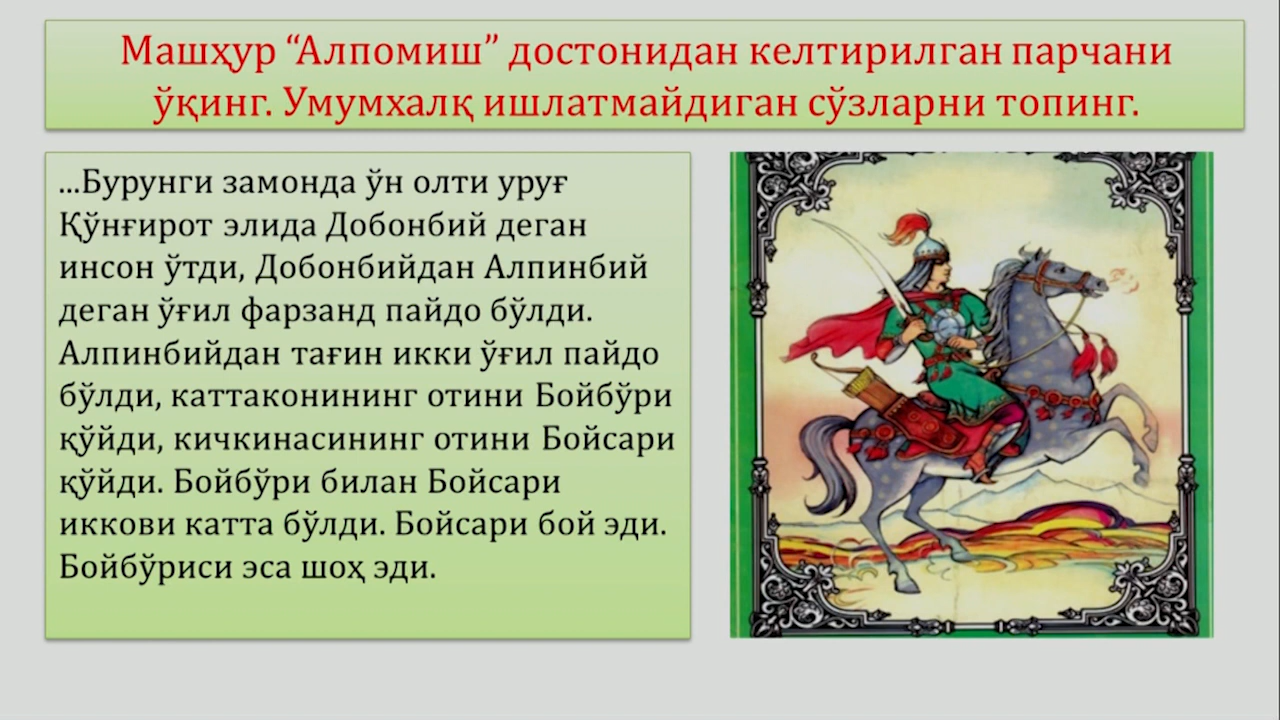 Машҳур “Алпомиш” достонидан келтирилган парчани
ўқинг. Умумхалқ ишлатмайдиган сўзларни топинг.
...Бурунги замонда ўн олти уруғ
Қўнғирот элида Добонбий деган
инсон ўтди, Добонбийдан Алпинбий
деган ўғил фарзанд пайдо бўлди.
Алпинбийдан тағин икки ўғил пайдо
бўлди, каттаконининг отини Бойбўри
қўйди, кичкинасининг отини Бойсари
қўйди. Бойбўри билан Бойсари
иккови катта бўлди. Бойсари бой эди.
Бойбўриси эса шоҳ эди.